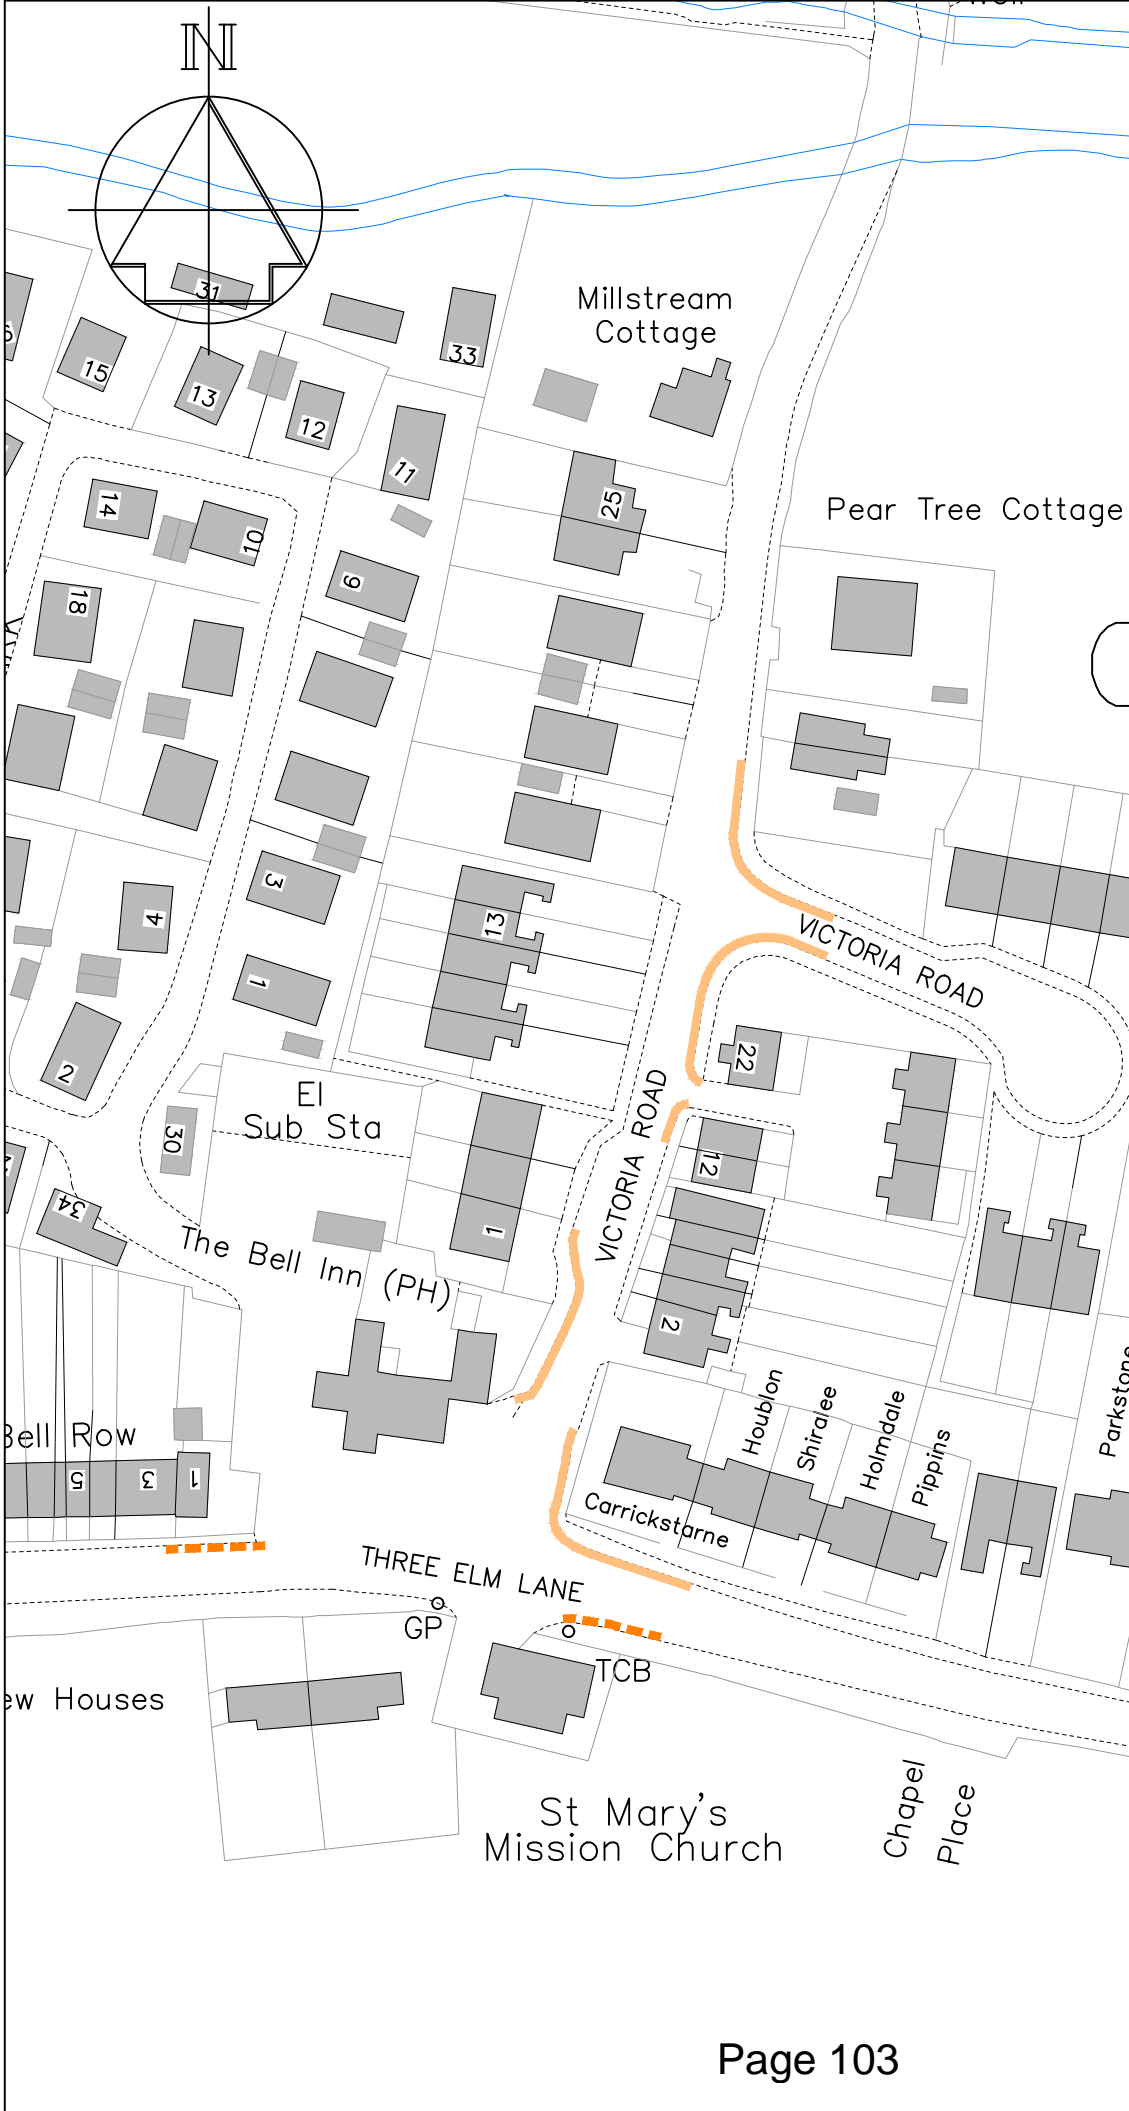 N
31
15
13
12
33
11
Millstream
Cottage
25
Pear Tree Cottage
14
10
9
18
3
4
1
2
13
VICTORIA ROAD
22
El
Sub Sta
30
34
VICTORIA ROAD
12
1
2
The Bell Inn (PH)
Houblon
Shiralee
Holmdale
Pippins
Parkstone
Bell Row
5
3
1
Carrickstarne
THREE ELM LANE
GP
TCB
ew Houses
St Mary's
Mission Church
Chapel
Place
Page 103